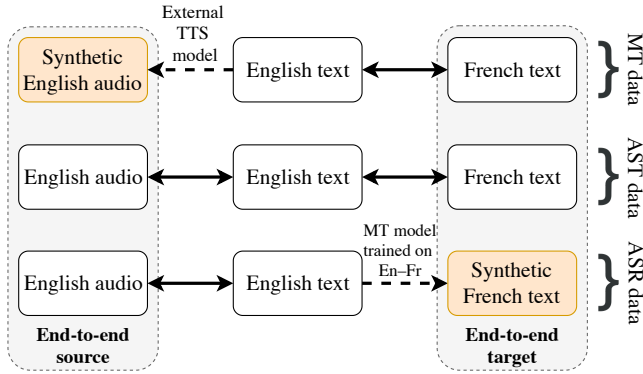 External
TTS
model
Synthetic
English audio
English text
French text
MT data
English audio
English text
French text
AST data
MT model
trained on
En–Fr
English audio
English text
Synthetic
French text
ASR data
End-to-end
source
End-to-end
target